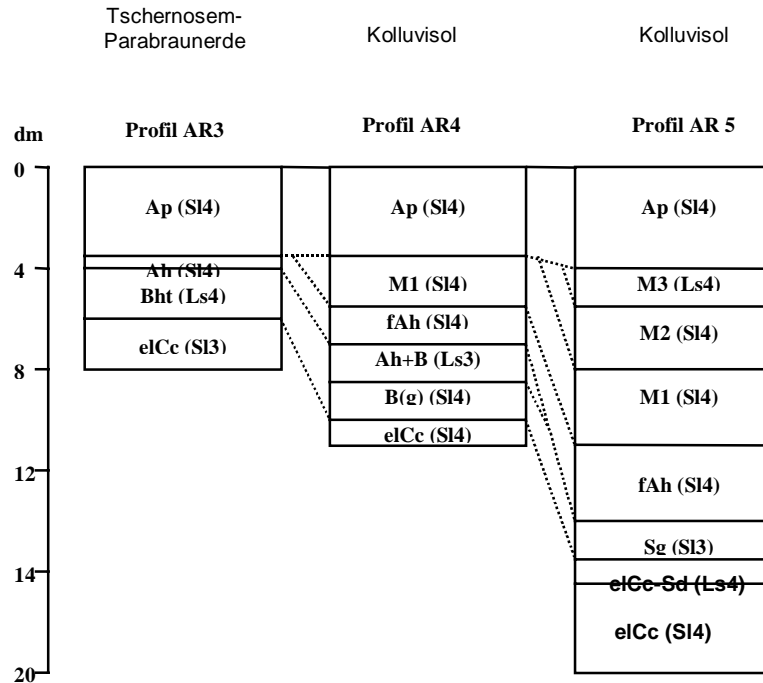 Tschernosem-
Parabraunerde
Kolluvisol
Kolluvisol
dm
Profil AR3
Profil AR4
Profil AR 5
0
4
8
12
14
20
Ap (Sl4)
Ah (Sl4)
Bht (Ls4)
elCc (Sl3)
Ap (Sl4)
M1 (Sl4)
fAh (Sl4)
Ah+B (Ls3)
B(g) (Sl4)
elCc (Sl4)
Ap (Sl4)
M3 (Ls4)
M2 (Sl4)
M1 (Sl4)
fAh (Sl4)
Sg (Sl3)
elCc-Sd (Ls4)
elCc (Sl4)